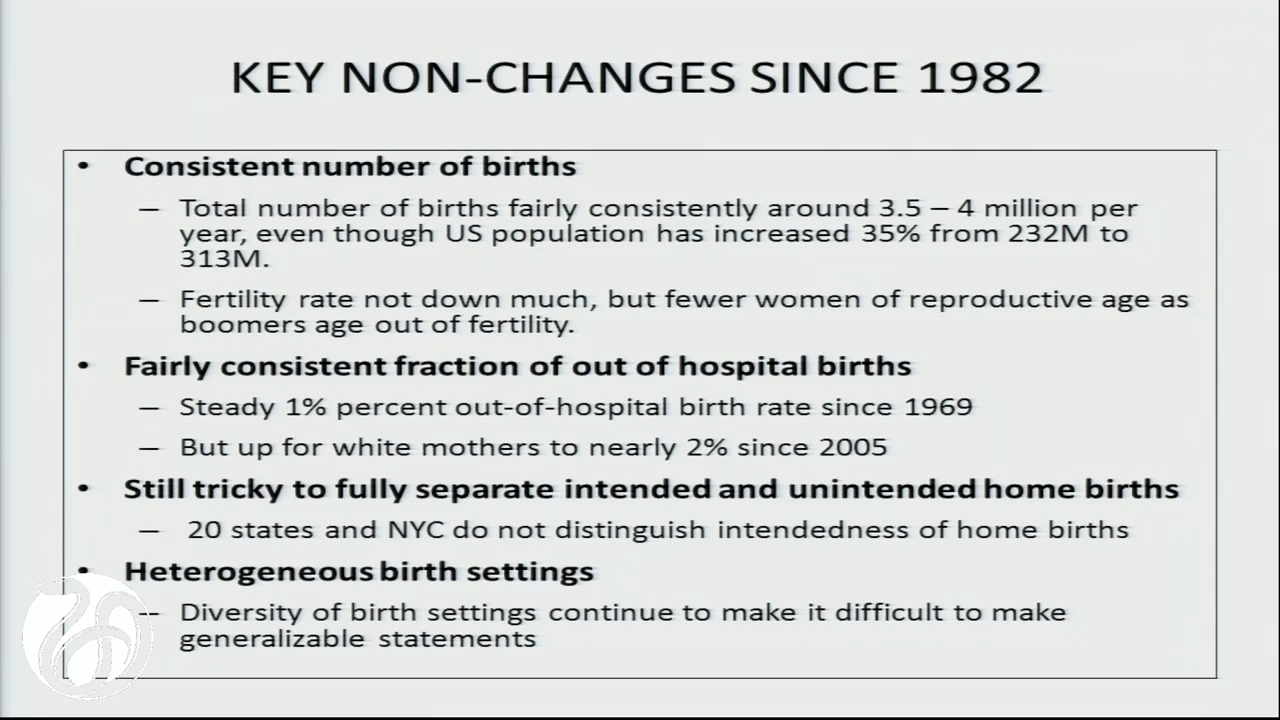 KEY NON-CHANGES SINCE 1982
• Consistent number of births
– Total number of births fairly consistently around 3.5 – 4 million per
year, even though US population has increased 35% from 232M to
313M.
– Fertility rate not down much, but fewer women of reproductive age as
boomers age out of fertility.
• Fairly consistent fraction of out of hospital births
– Steady 1% percent out-of-hospital birth rate since 1969
– But up for white mothers to nearly 2% since 2005
• Still tricky to fully separate intended and unintended home births
– 20 states and NYC do not distinguish intendedness of home births
• Heterogeneous birth settings
– Diversity of birth settings continue to make it difficult to make
generalizable statements